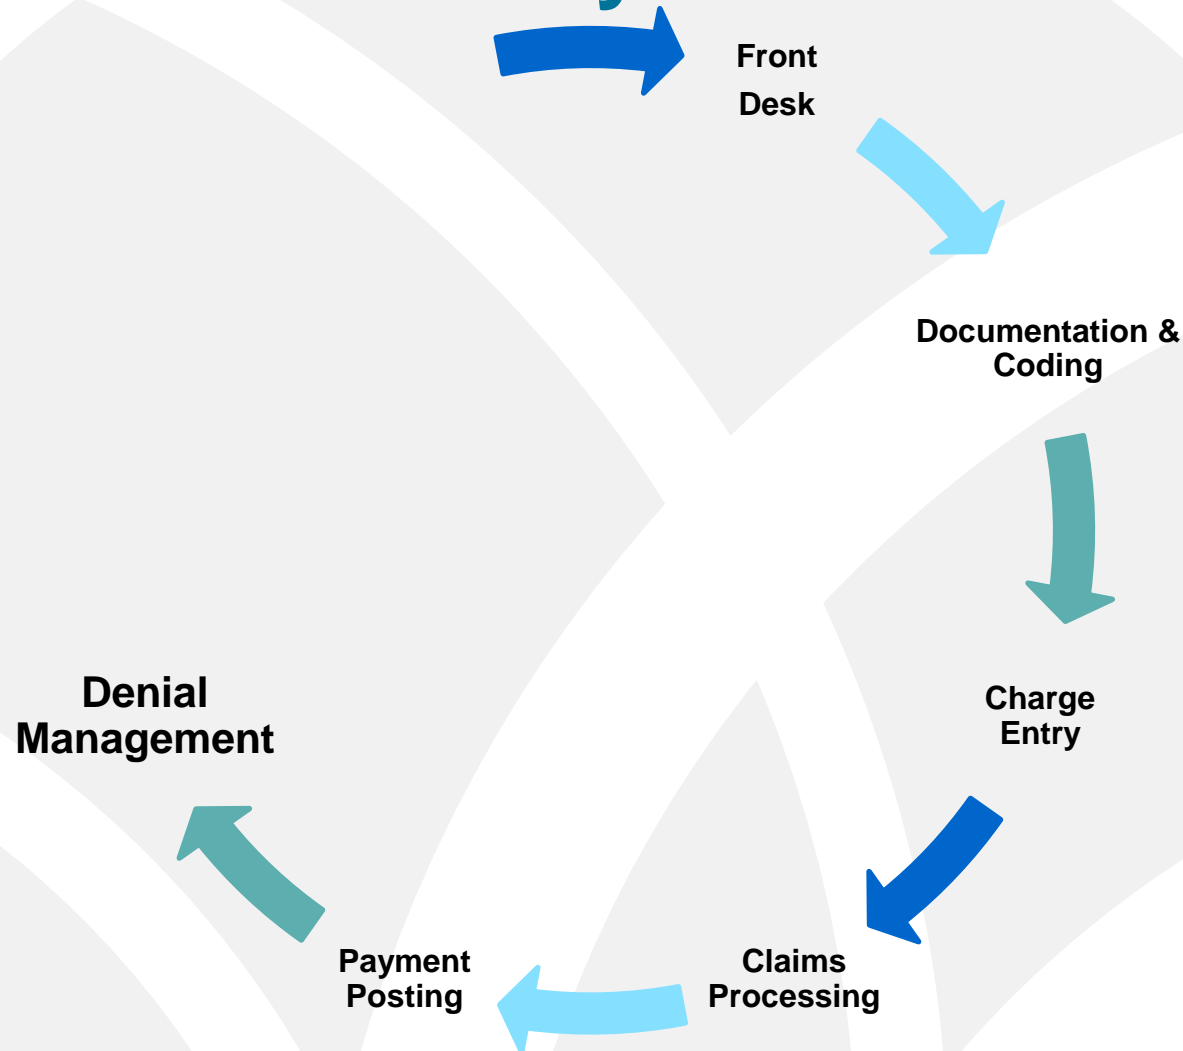 Front
Desk
Documentation &
Coding
Charge
Entry
Claims
Processing
Payment
Posting
Denial
Management